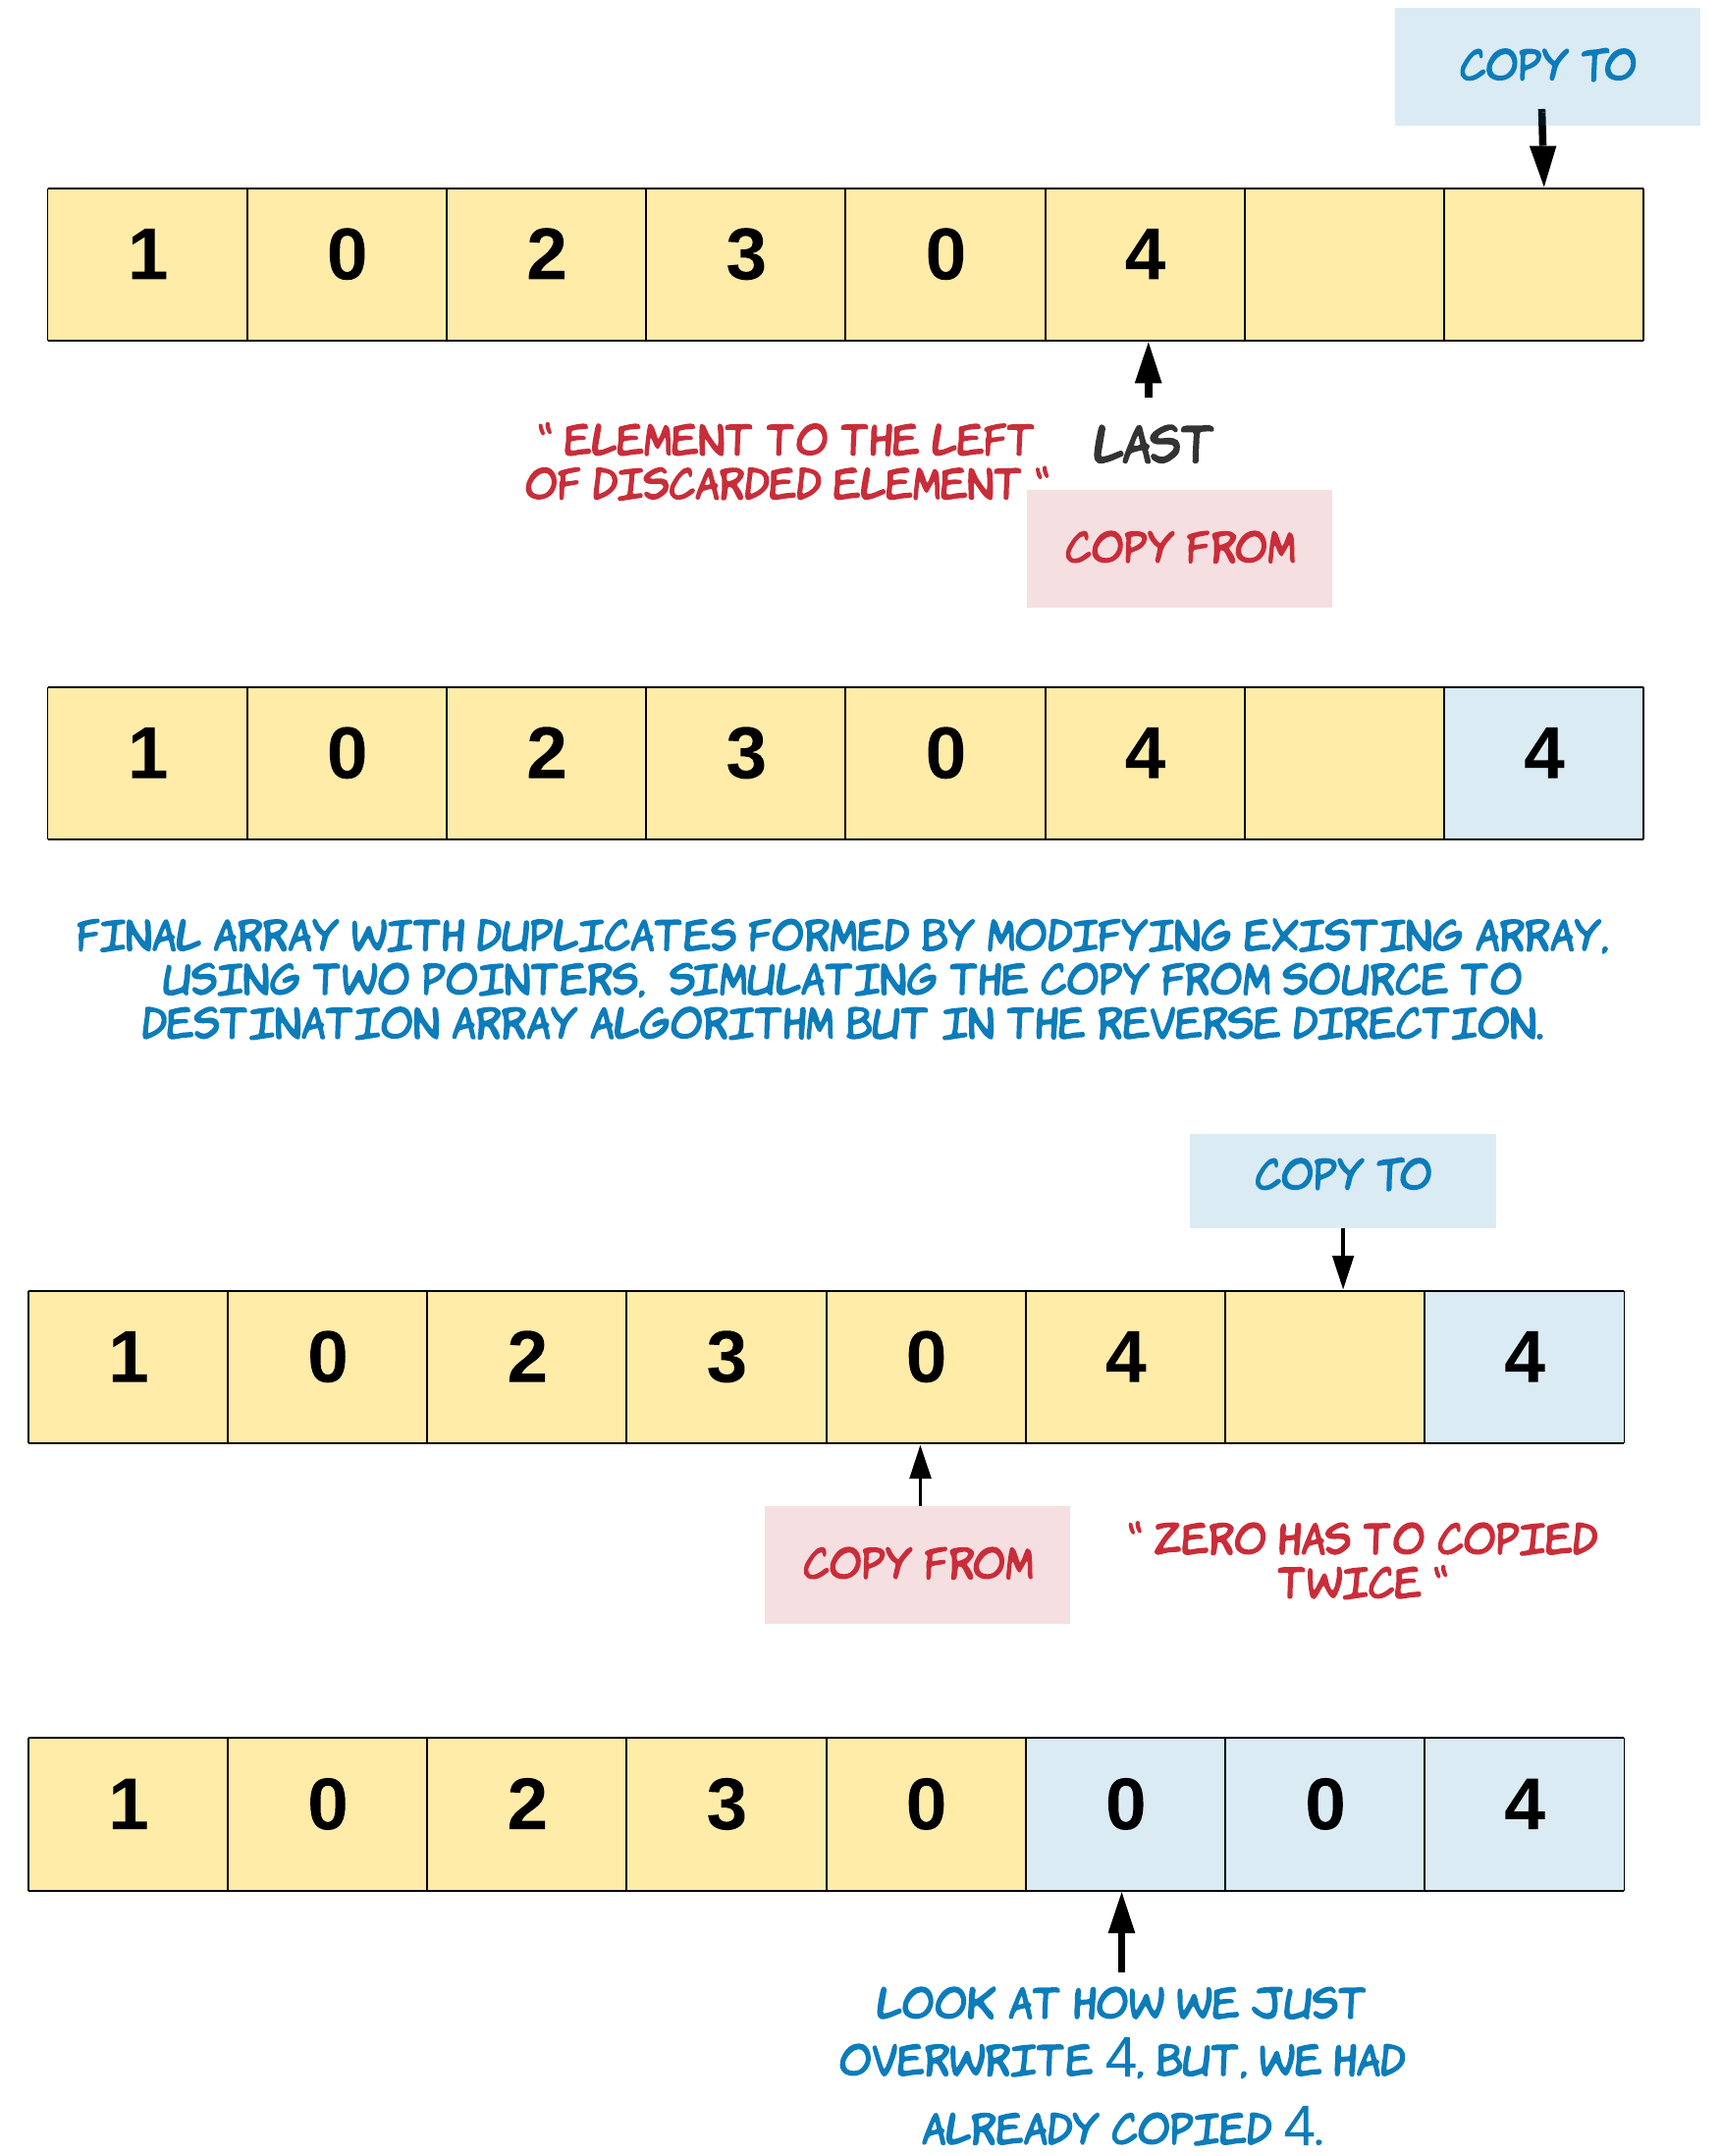 COPY TO
1 0 2 3 0 4
" ELEMENT TO THE LEFT
OF DISCARDED ELEMENT "
LAST
COPY FROM
1 0 2 3 0 4 4
FINAL ARRAY WITH DUPLICATES FORMED BY MODIFYING EXISTING ARRAY,
USING TWO POINTERS, SIMULATING THE COPY FROM SOURCE TO
DESTINATION ARRAY ALGORITHM BUT IN THE REVERSE DIRECTION.
COPY TO
1 0 2 3 0 4 4
COPY FROM
" ZERO HAS TO COPIED
TWICE "
1 0 2 3 0 0 0 4
LOOK AT HOW WE JUST
OVERWRITE 4, BUT, WE HAD
ALREADY COPIED 4.